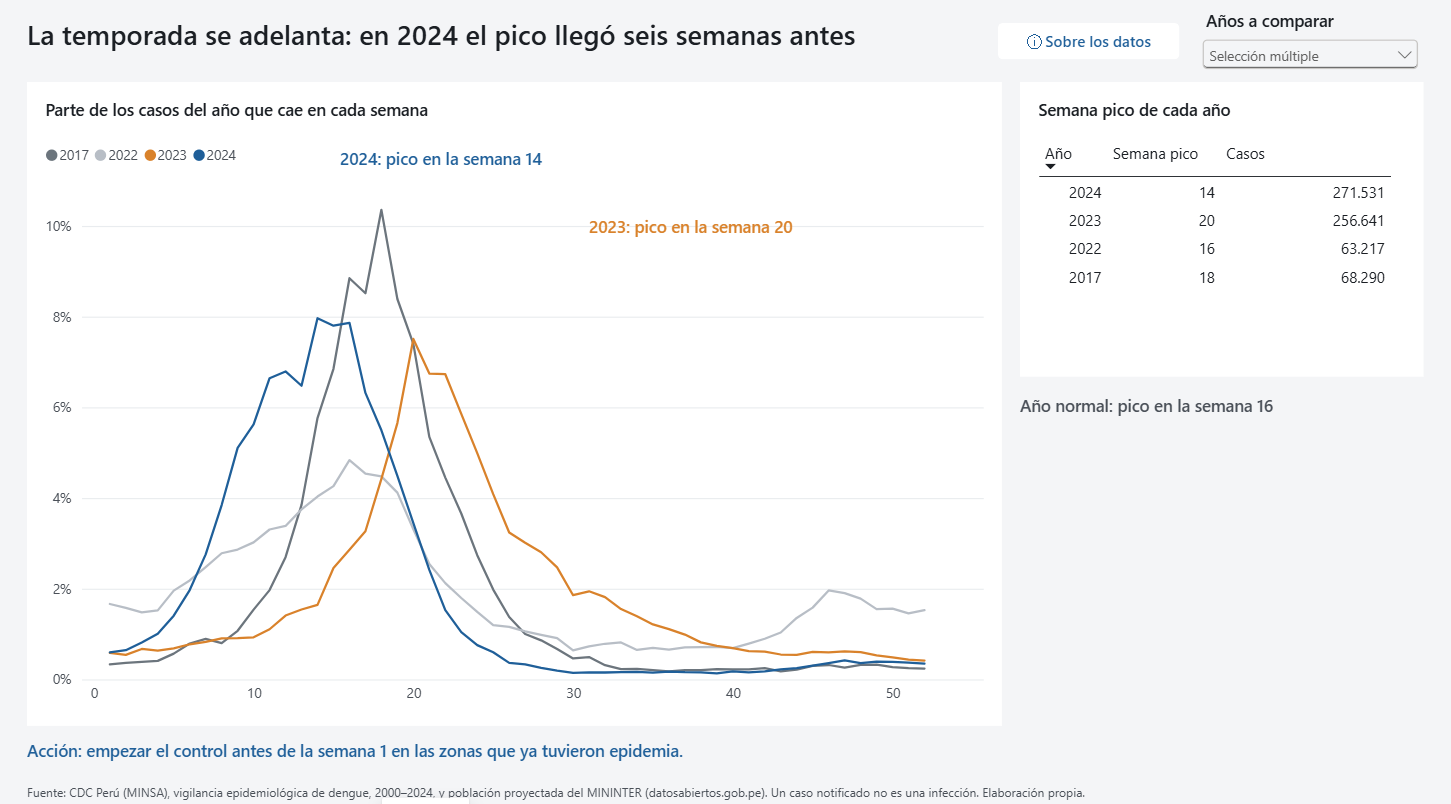 La temporada se adelanta: en 2024 el pico llegó seis semanas antes
Sobre los datos
Años a comparar
Selección múltiple
Parte de los casos del año que cae en cada semana
2017 2022 2023 2024
2024: pico en la semana 14
2023: pico en la semana 20
10%
8%
6%
4%
2%
0%
0 10 20 30 40 50
Semana pico de cada año
Año Semana pico Casos
2024 14 271.531
2023 20 256.641
2022 16 63.217
2017 18 68.290
Año normal: pico en la semana 16
Acción: empezar el control antes de la semana 1 en las zonas que ya tuvieron epidemia.
Fuente: CDC Perú (MINSA), vigilancia epidemiológica de dengue, 2000–2024, y población proyectada del MININTER (datosabiertos.gob.pe). Un caso notificado no es una infección. Elaboración propia.